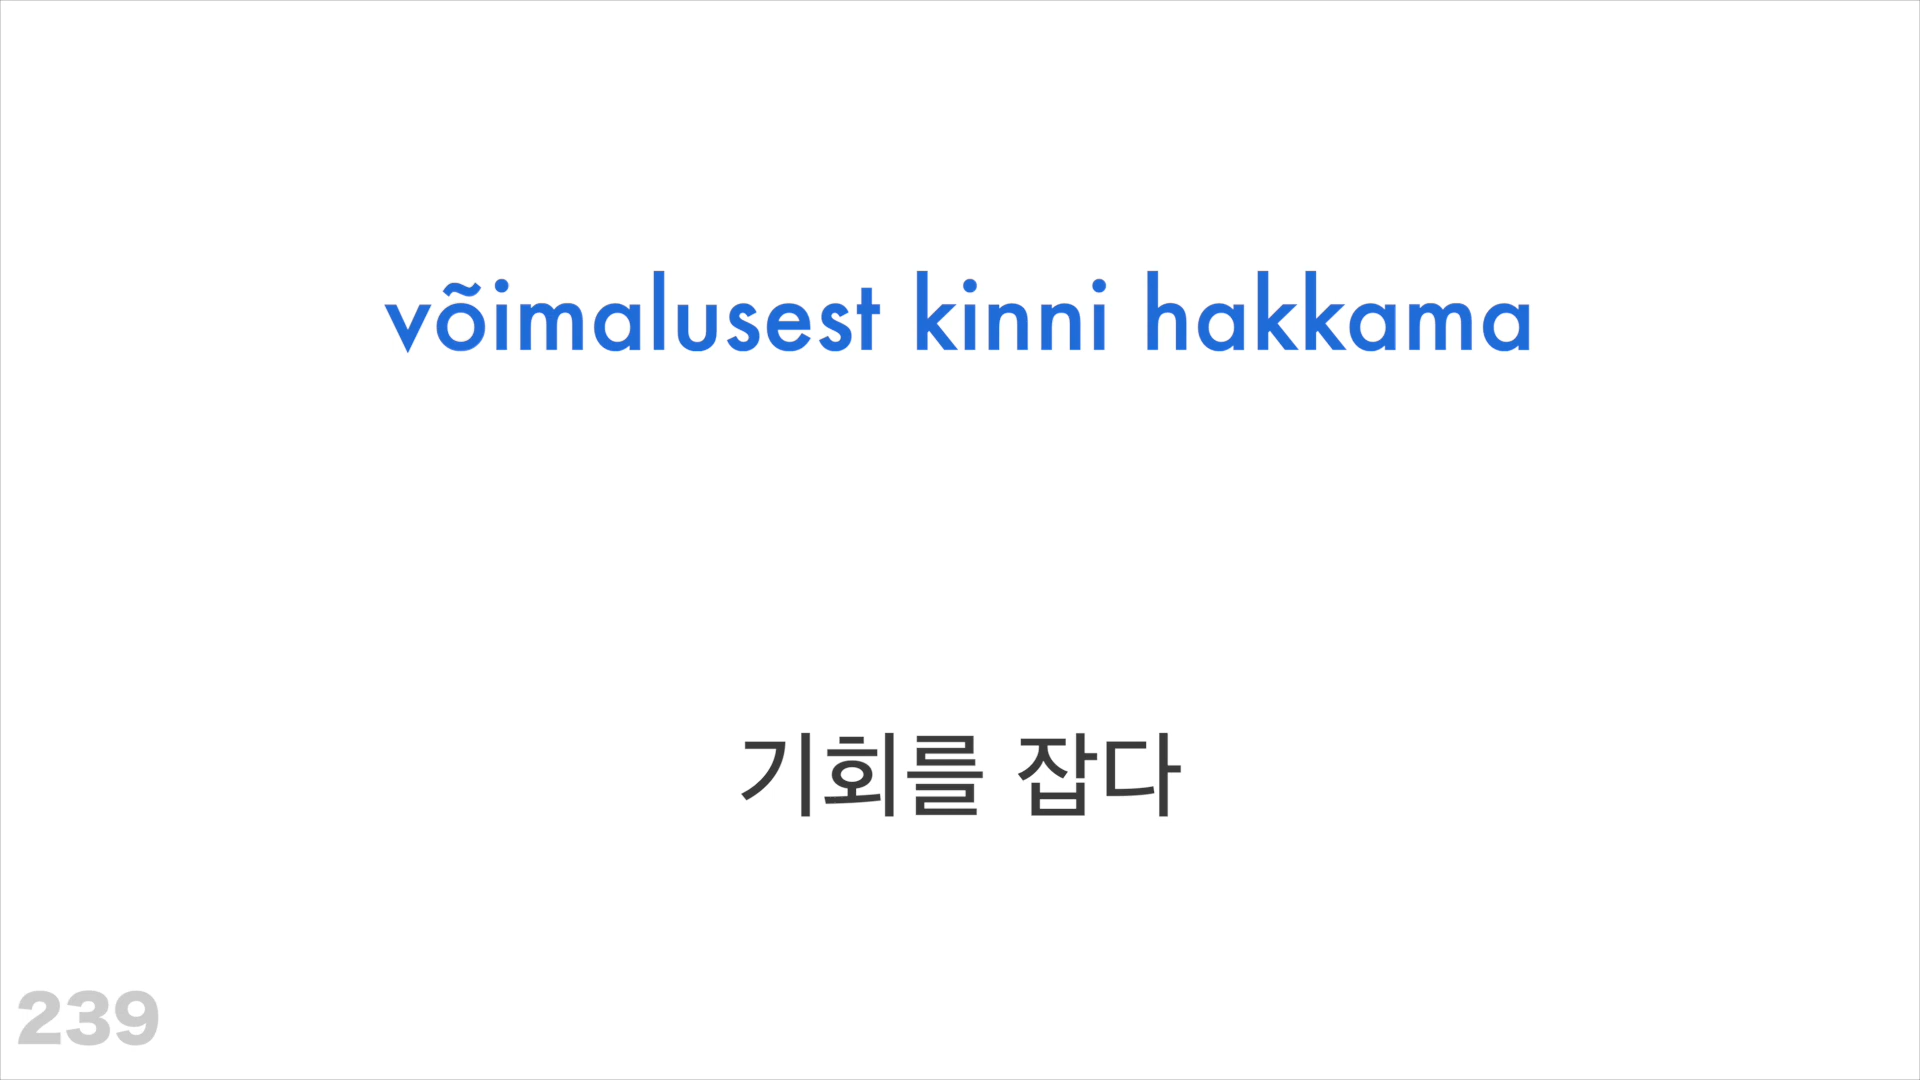 võimalusest kinni hakkama
기회를 잡다
239